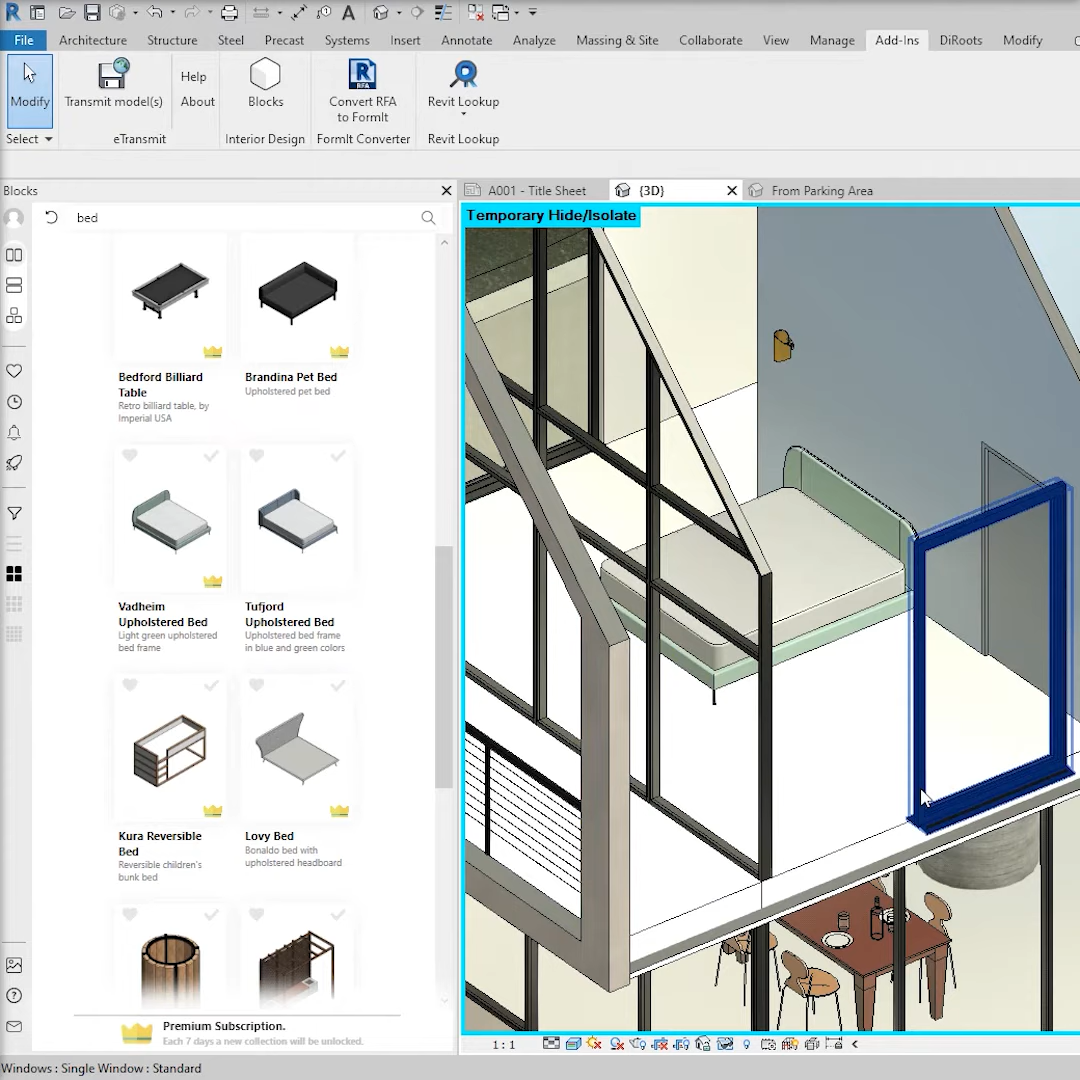 File Architecture Structure Steel Precast Systems Insert Annotate Analyze Massing & Site Collaborate View Manage Add-Ins DiRoots Modify
Modify
Transmit model(s)
Help
About
Blocks
RFA
Convert RFA
to FormIt
Revit Lookup
Select eTransmit Interior Design FormIt Converter Revit Lookup
Blocks
A001 - Title Sheet {3D} From Parking Area
bed
Temporary Hide/Isolate
Bedford Billiard
Table
Retro billiard table, by
Imperial USA
Brandina Pet Bed
Upholstered pet bed
Vadheim
Upholstered Bed
Light green upholstered
bed frame
Tufjord
Upholstered Bed
Upholstered bed frame
in blue and green colors
Kura Reversible
Bed
Reversible children's
bunk bed
Lovy Bed
Bonaldo bed with
upholstered headboard
Premium Subscription.
Each 7 days a new collection will be unlocked.
1 : 1
Windows : Single Window : Standard